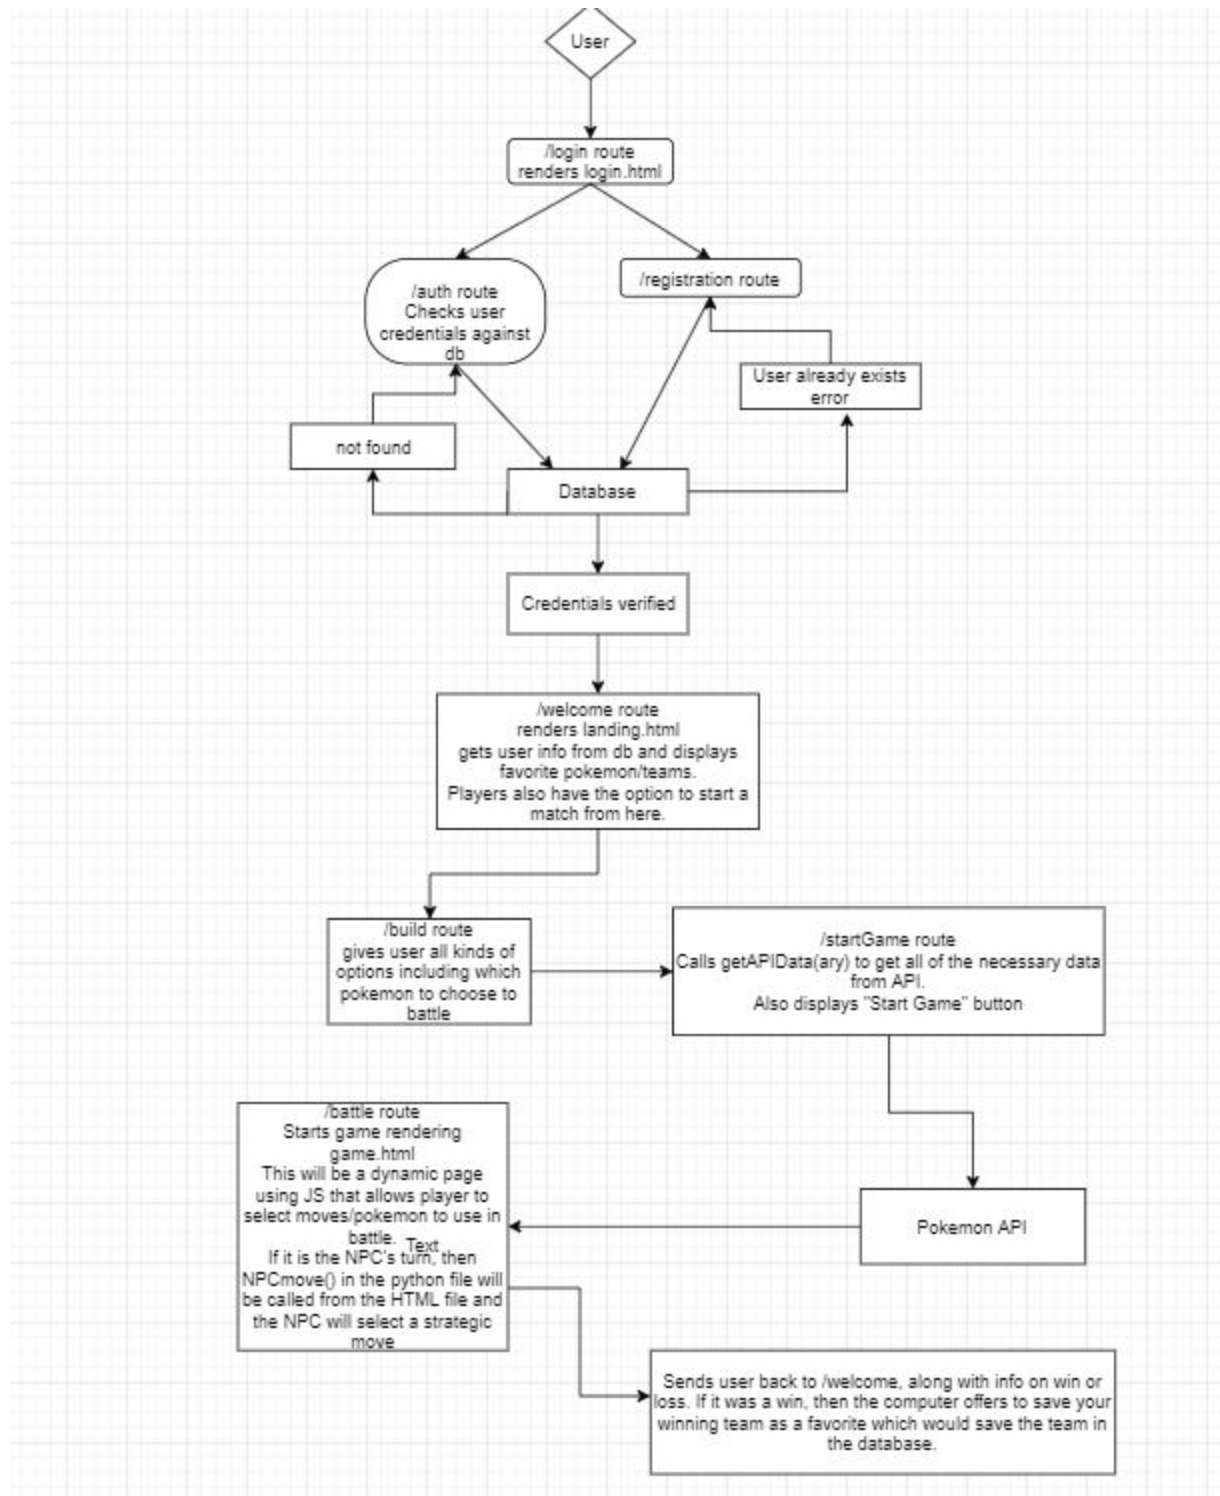 User
/login route
renders login.html
/auth route
Checks user
credentials against
db
/registration route
User already exists
error
not found
Database
Credentials verified
/welcome route
renders landing.html
gets user info from db and displays
favorite pokemon/teams.
Players also have the option to start a
match from here.
/build route
gives user all kinds of
options including which
pokemon to choose to
battle
/startGame route
Calls getAPIData(ary) to get all of the necessary data
from API.
Also displays "Start Game" button
/battle route
Starts game rendering
game.html
This will be a dynamic page
using JS that allows player to
select moves/pokemon to use in
battle.
Text
If it is the NPC's turn, then
NPCmove() in the python file will
be called from the HTML file and
the NPC will select a strategic
move
Pokemon API
Sends user back to /welcome, along with info on win or
loss. If it was a win, then the computer offers to save your
winning team as a favorite which would save the team in
the database.